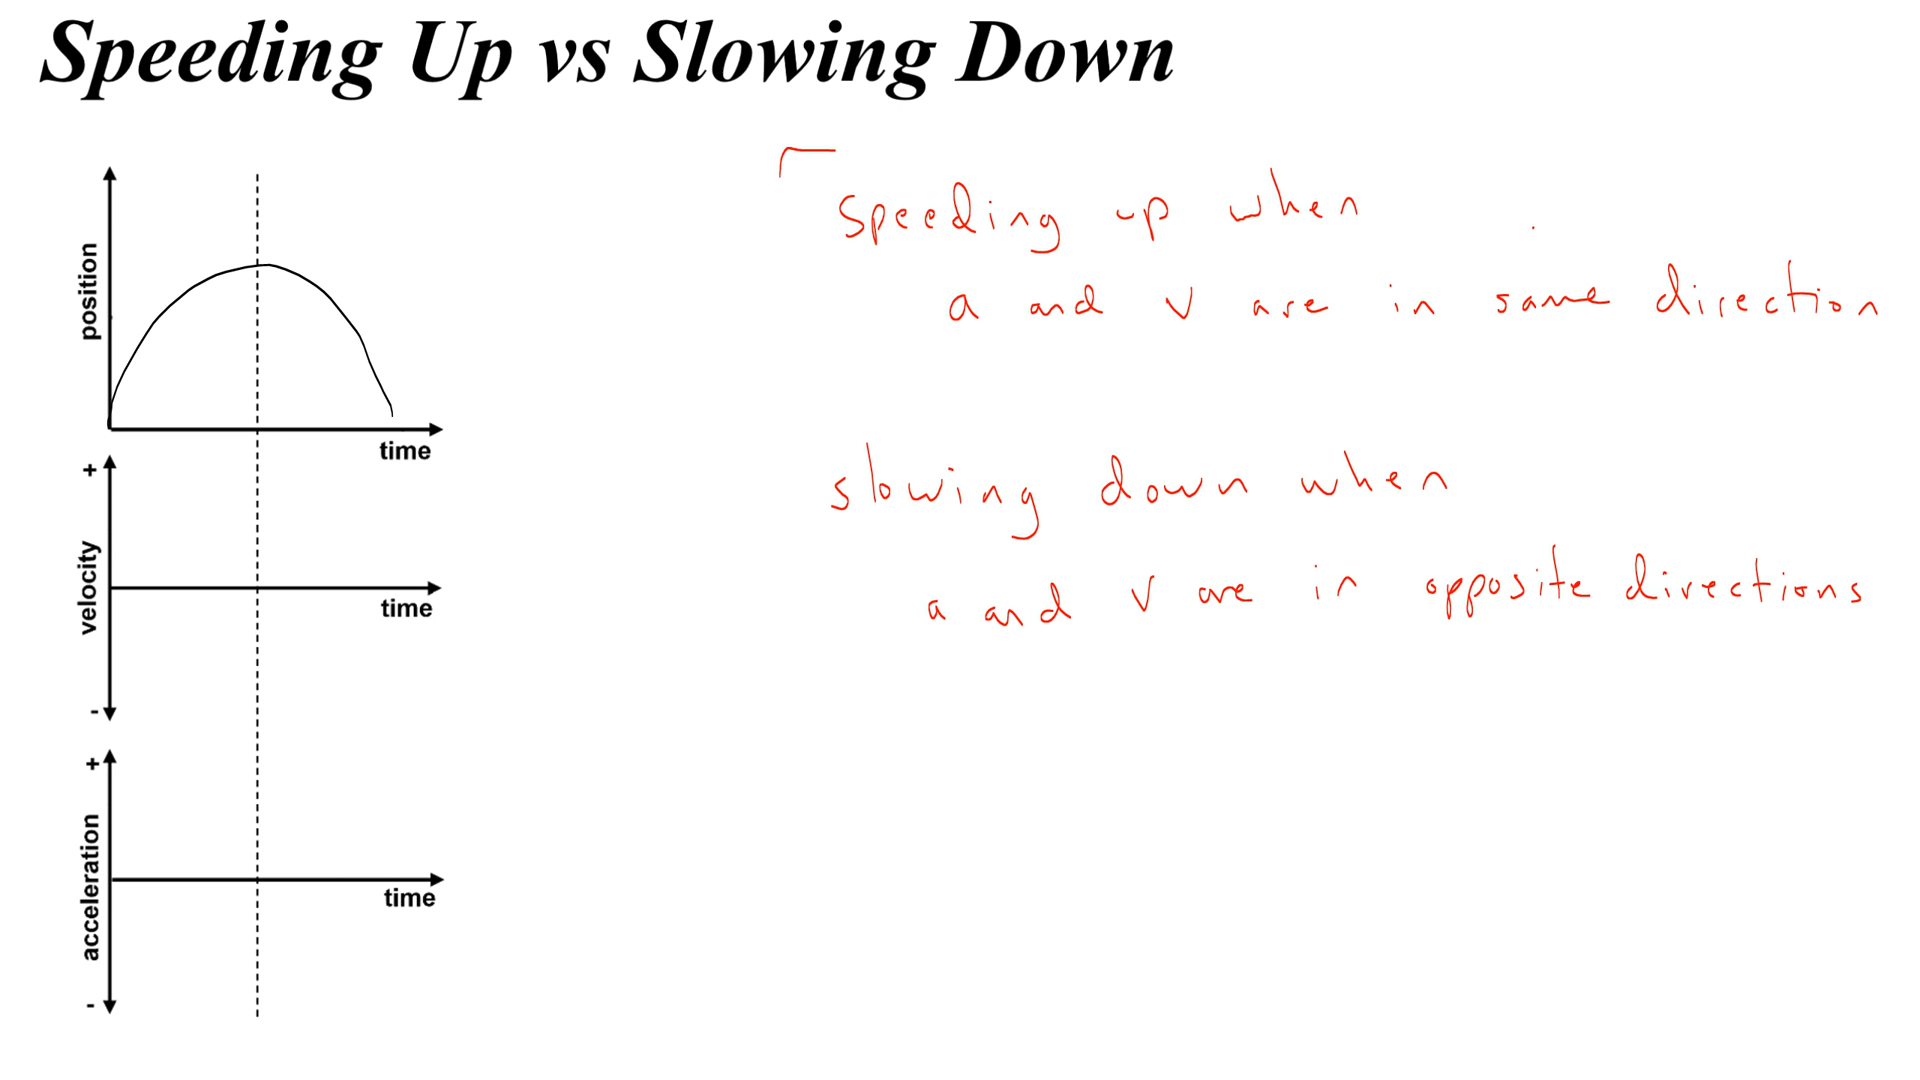 Speeding Up vs Slowing Down
position
time
+
velocity
time
-
+
acceleration
time
-
speeding up when
a and v are in same direction
slowing down when
a and v are in opposite directions